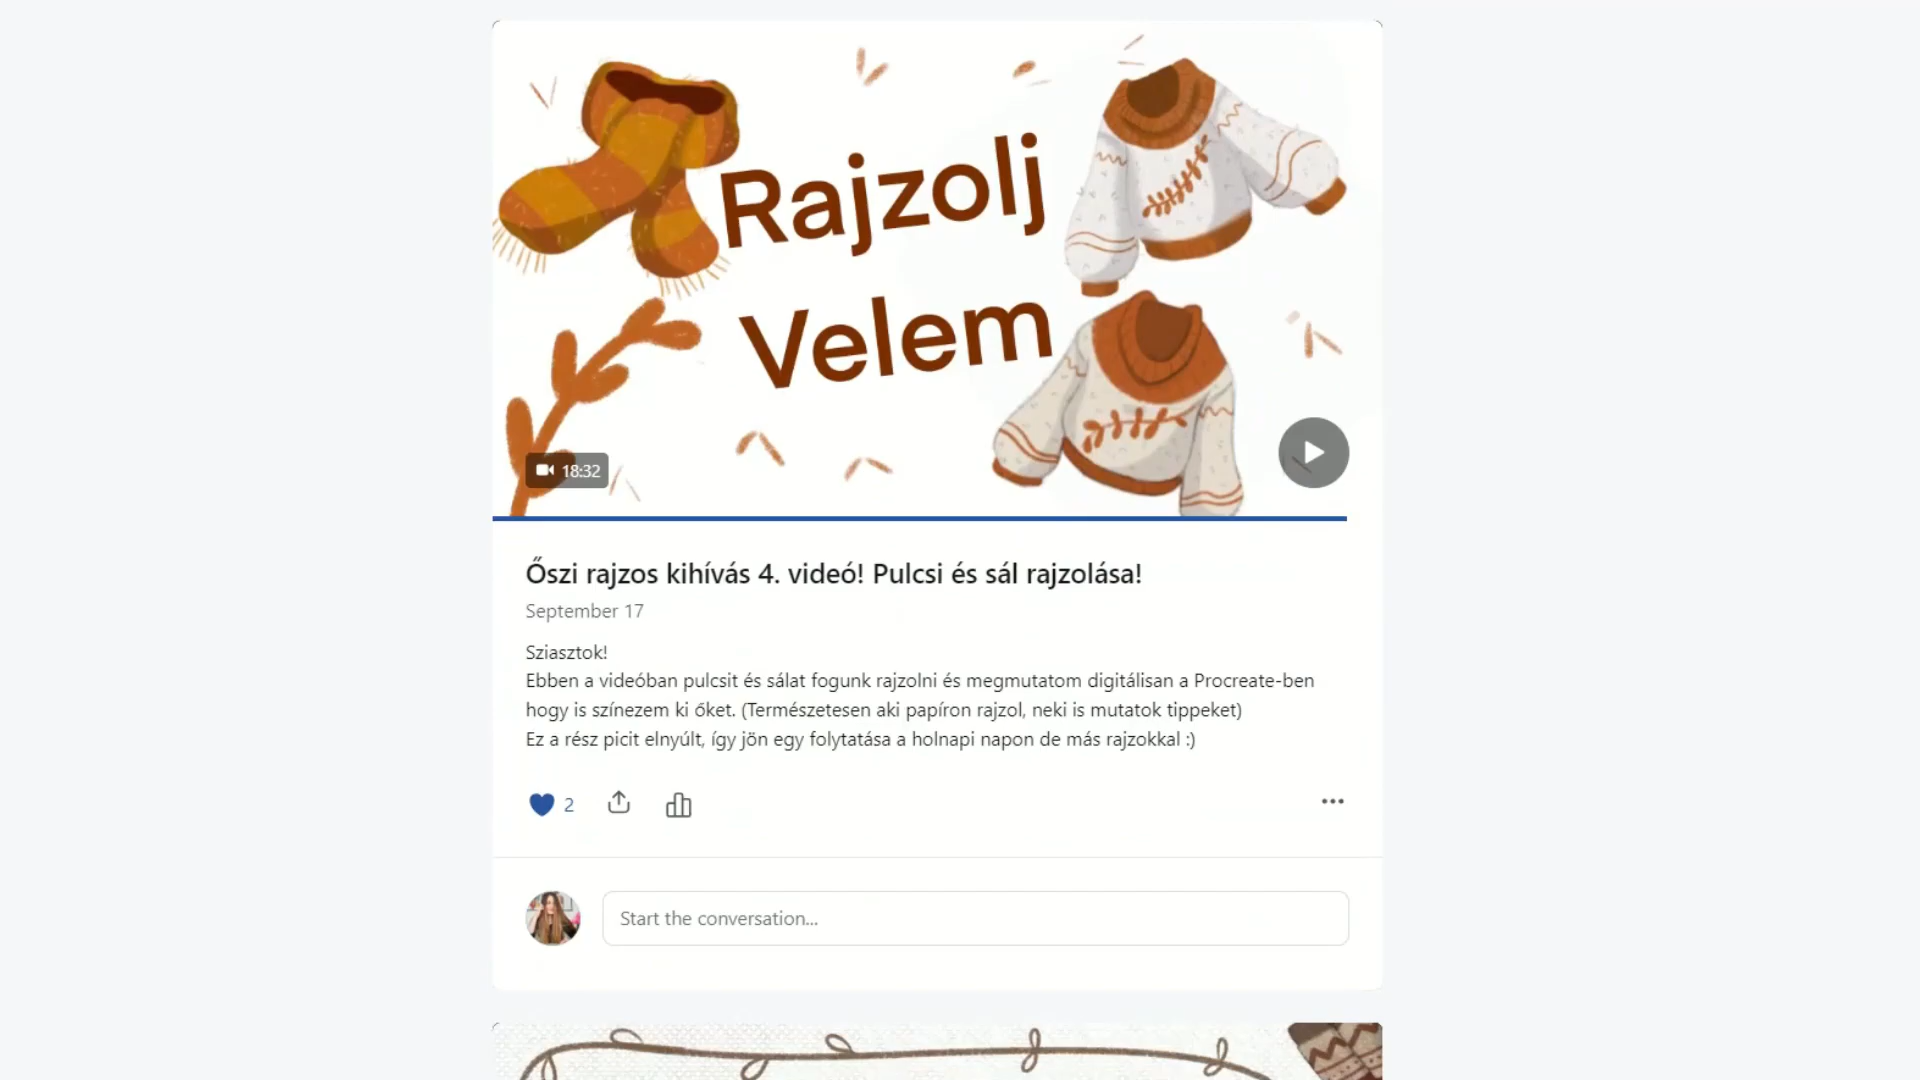 Rajzolj
Velem
18:32
Őszi rajzos kihívás 4. videó! Pulcsi és sál rajzolása!
September 17
Sziasztok!
Ebben a videóban pulcsit és sálat fogunk rajzolni és megmutatom digitálisan a Procreate-ben
hogy is színezem ki őket. (Természetesen aki papíron rajzol, neki is mutatok tippeket)
Ez a rész picit elnyúlt, így jön egy folytatása a holnapi napon de más rajzokkal :)
2
Start the conversation...